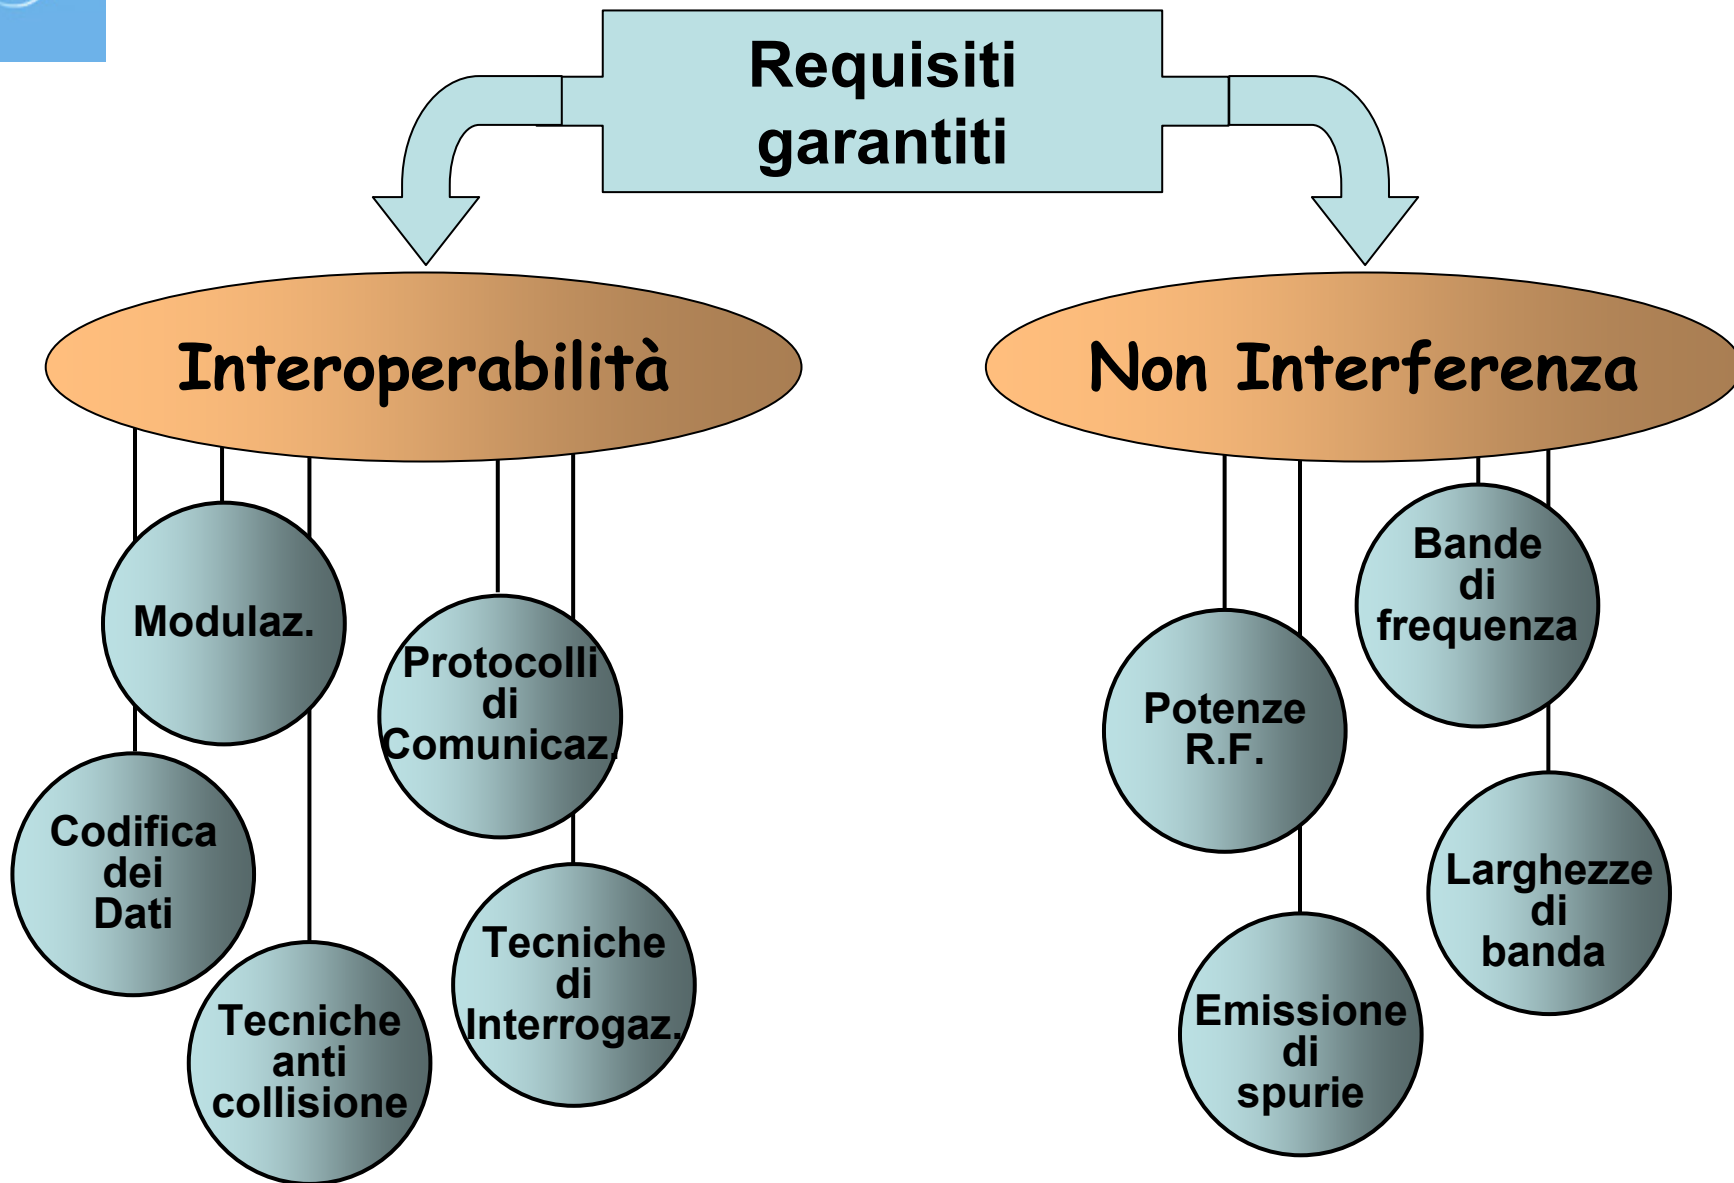 Requisiti
garantiti
Interoperabilità
Non Interferenza
Modulaz.
Protocolli
di
Comunicaz.
Codifica
dei
Dati
Tecniche
anti
collisione
Tecniche
di
Interrogaz.
Bande
di
frequenza
Potenze
R.F.
Larghezze
di
banda
Emissione
di
spurie